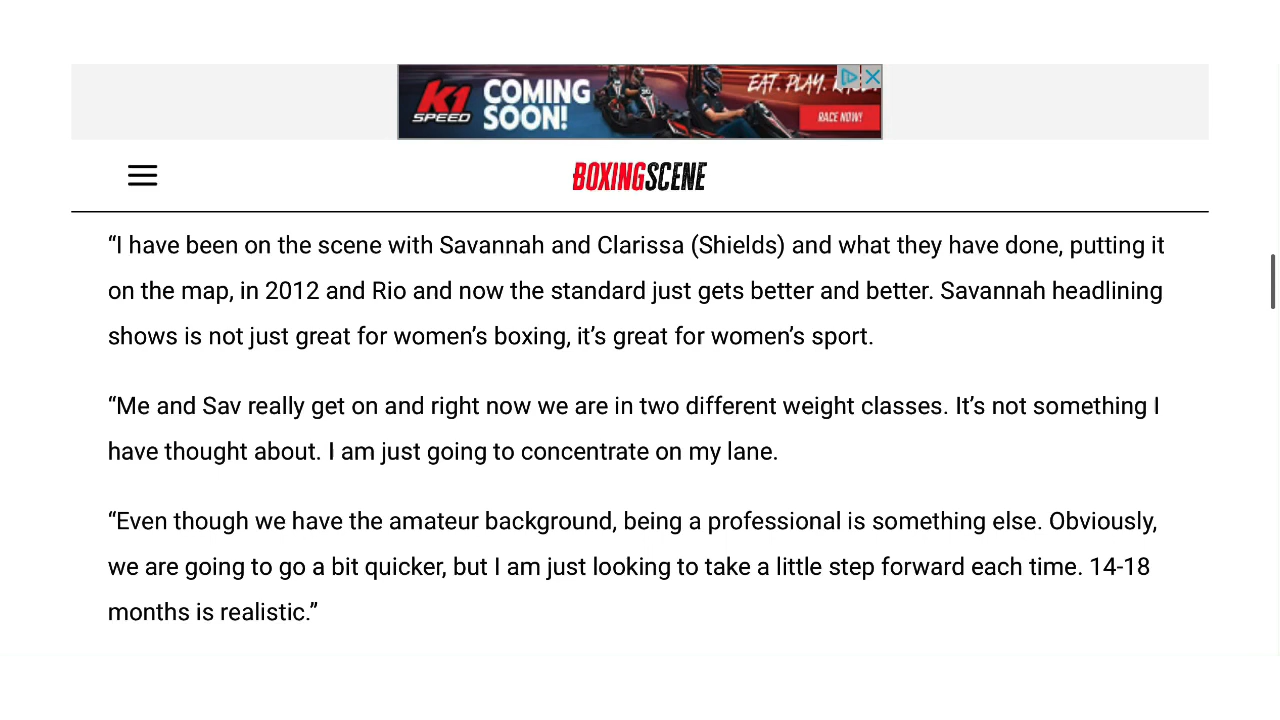 K1 SPEED
COMING SOON!
EAT. PLAY.
RACE NOW!
BOXINGSCENE
“I have been on the scene with Savannah and Clarissa (Shields) and what they have done, putting it
on the map, in 2012 and Rio and now the standard just gets better and better. Savannah headlining
shows is not just great for women’s boxing, it’s great for women’s sport.
“Me and Sav really get on and right now we are in two different weight classes. It’s not something I
have thought about. I am just going to concentrate on my lane.
“Even though we have the amateur background, being a professional is something else. Obviously,
we are going to go a bit quicker, but I am just looking to take a little step forward each time. 14-18
months is realistic.”